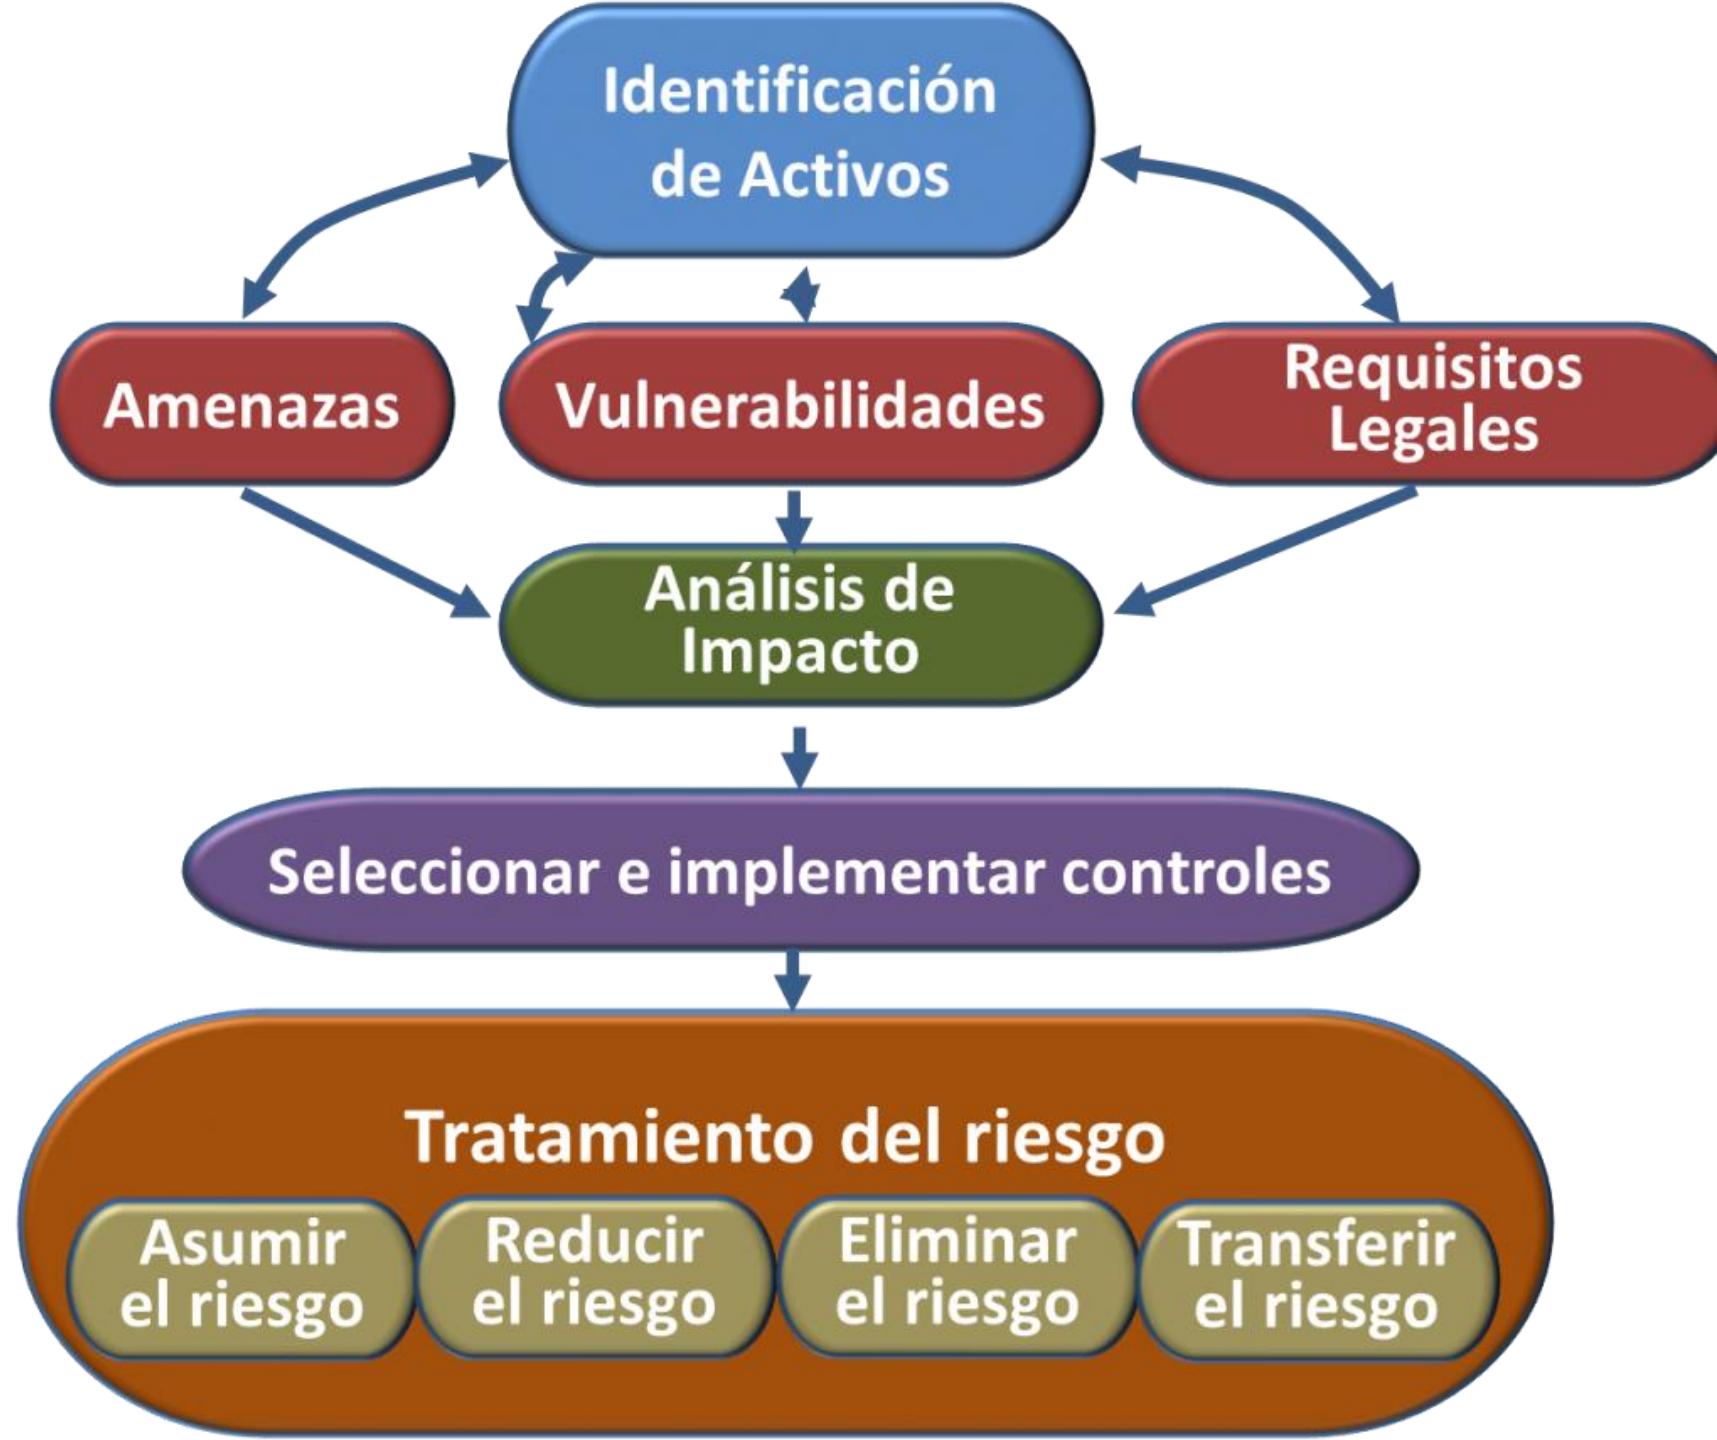 Identificación
de Activos
Amenazas
Vulnerabilidades
Requisitos
Legales
Análisis de
Impacto
Seleccionar e implementar controles
Tratamiento del riesgo
Asumir
el riesgo
Reducir
el riesgo
Eliminar
el riesgo
Transferir
el riesgo